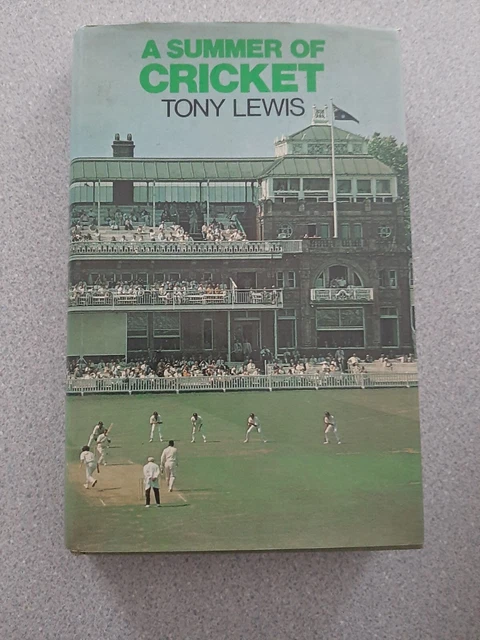 A SUMMER OF
CRICKET
TONY LEWIS